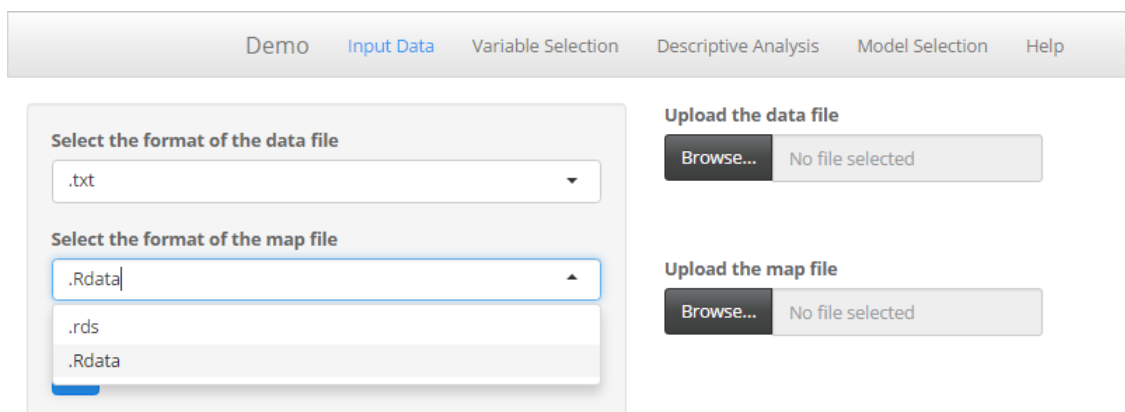 Demo Input Data Variable Selection Descriptive Analysis Model Selection Help
Select the format of the data file
.txt
Select the format of the map file
.Rdata
.rds
.Rdata
Upload the data file
Browse... No file selected
Upload the map file
Browse... No file selected